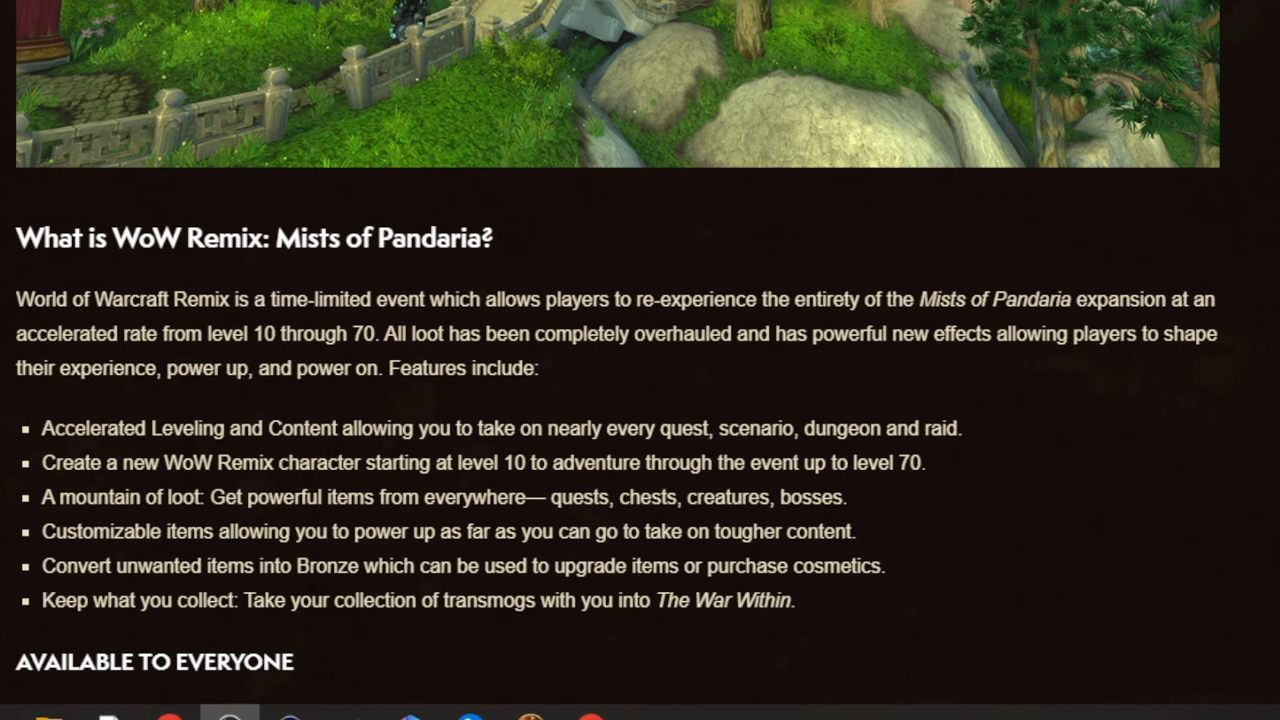 What is WoW Remix: Mists of Pandaria?
World of Warcraft Remix is a time-limited event which allows players to re-experience the entirety of the Mists of Pandaria expansion at an
accelerated rate from level 10 through 70. All loot has been completely overhauled and has powerful new effects allowing players to shape
their experience, power up, and power on. Features include:
▪ Accelerated Leveling and Content allowing you to take on nearly every quest, scenario, dungeon and raid.
▪ Create a new WoW Remix character starting at level 10 to adventure through the event up to level 70.
▪ A mountain of loot: Get powerful items from everywhere— quests, chests, creatures, bosses.
▪ Customizable items allowing you to power up as far as you can go to take on tougher content.
▪ Convert unwanted items into Bronze which can be used to upgrade items or purchase cosmetics.
▪ Keep what you collect: Take your collection of transmogs with you into The War Within.
AVAILABLE TO EVERYONE